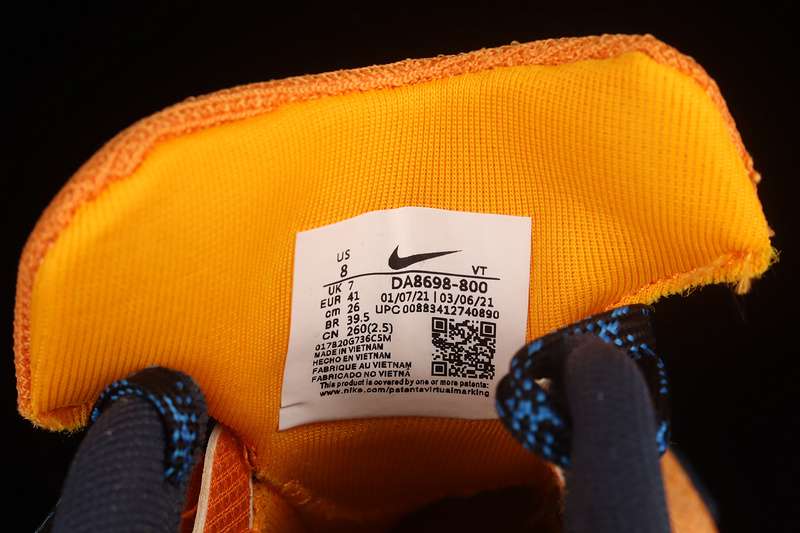 US
8
VT
UK 7
DA8698-800
EUR 41
01/07/21 | 03/06/21
cm 26
UPC 00883412740890
BR 39.5
CN 260(2.5)
017820G736C5M
MADE IN VIETNAM
HECHO EN VIETNAM
FABRIQUE AU VIETNAM
FABRICADO NO VIETNÃ
This product is covered by one or more patents:
www.nike.com/patentsvirtualmarking